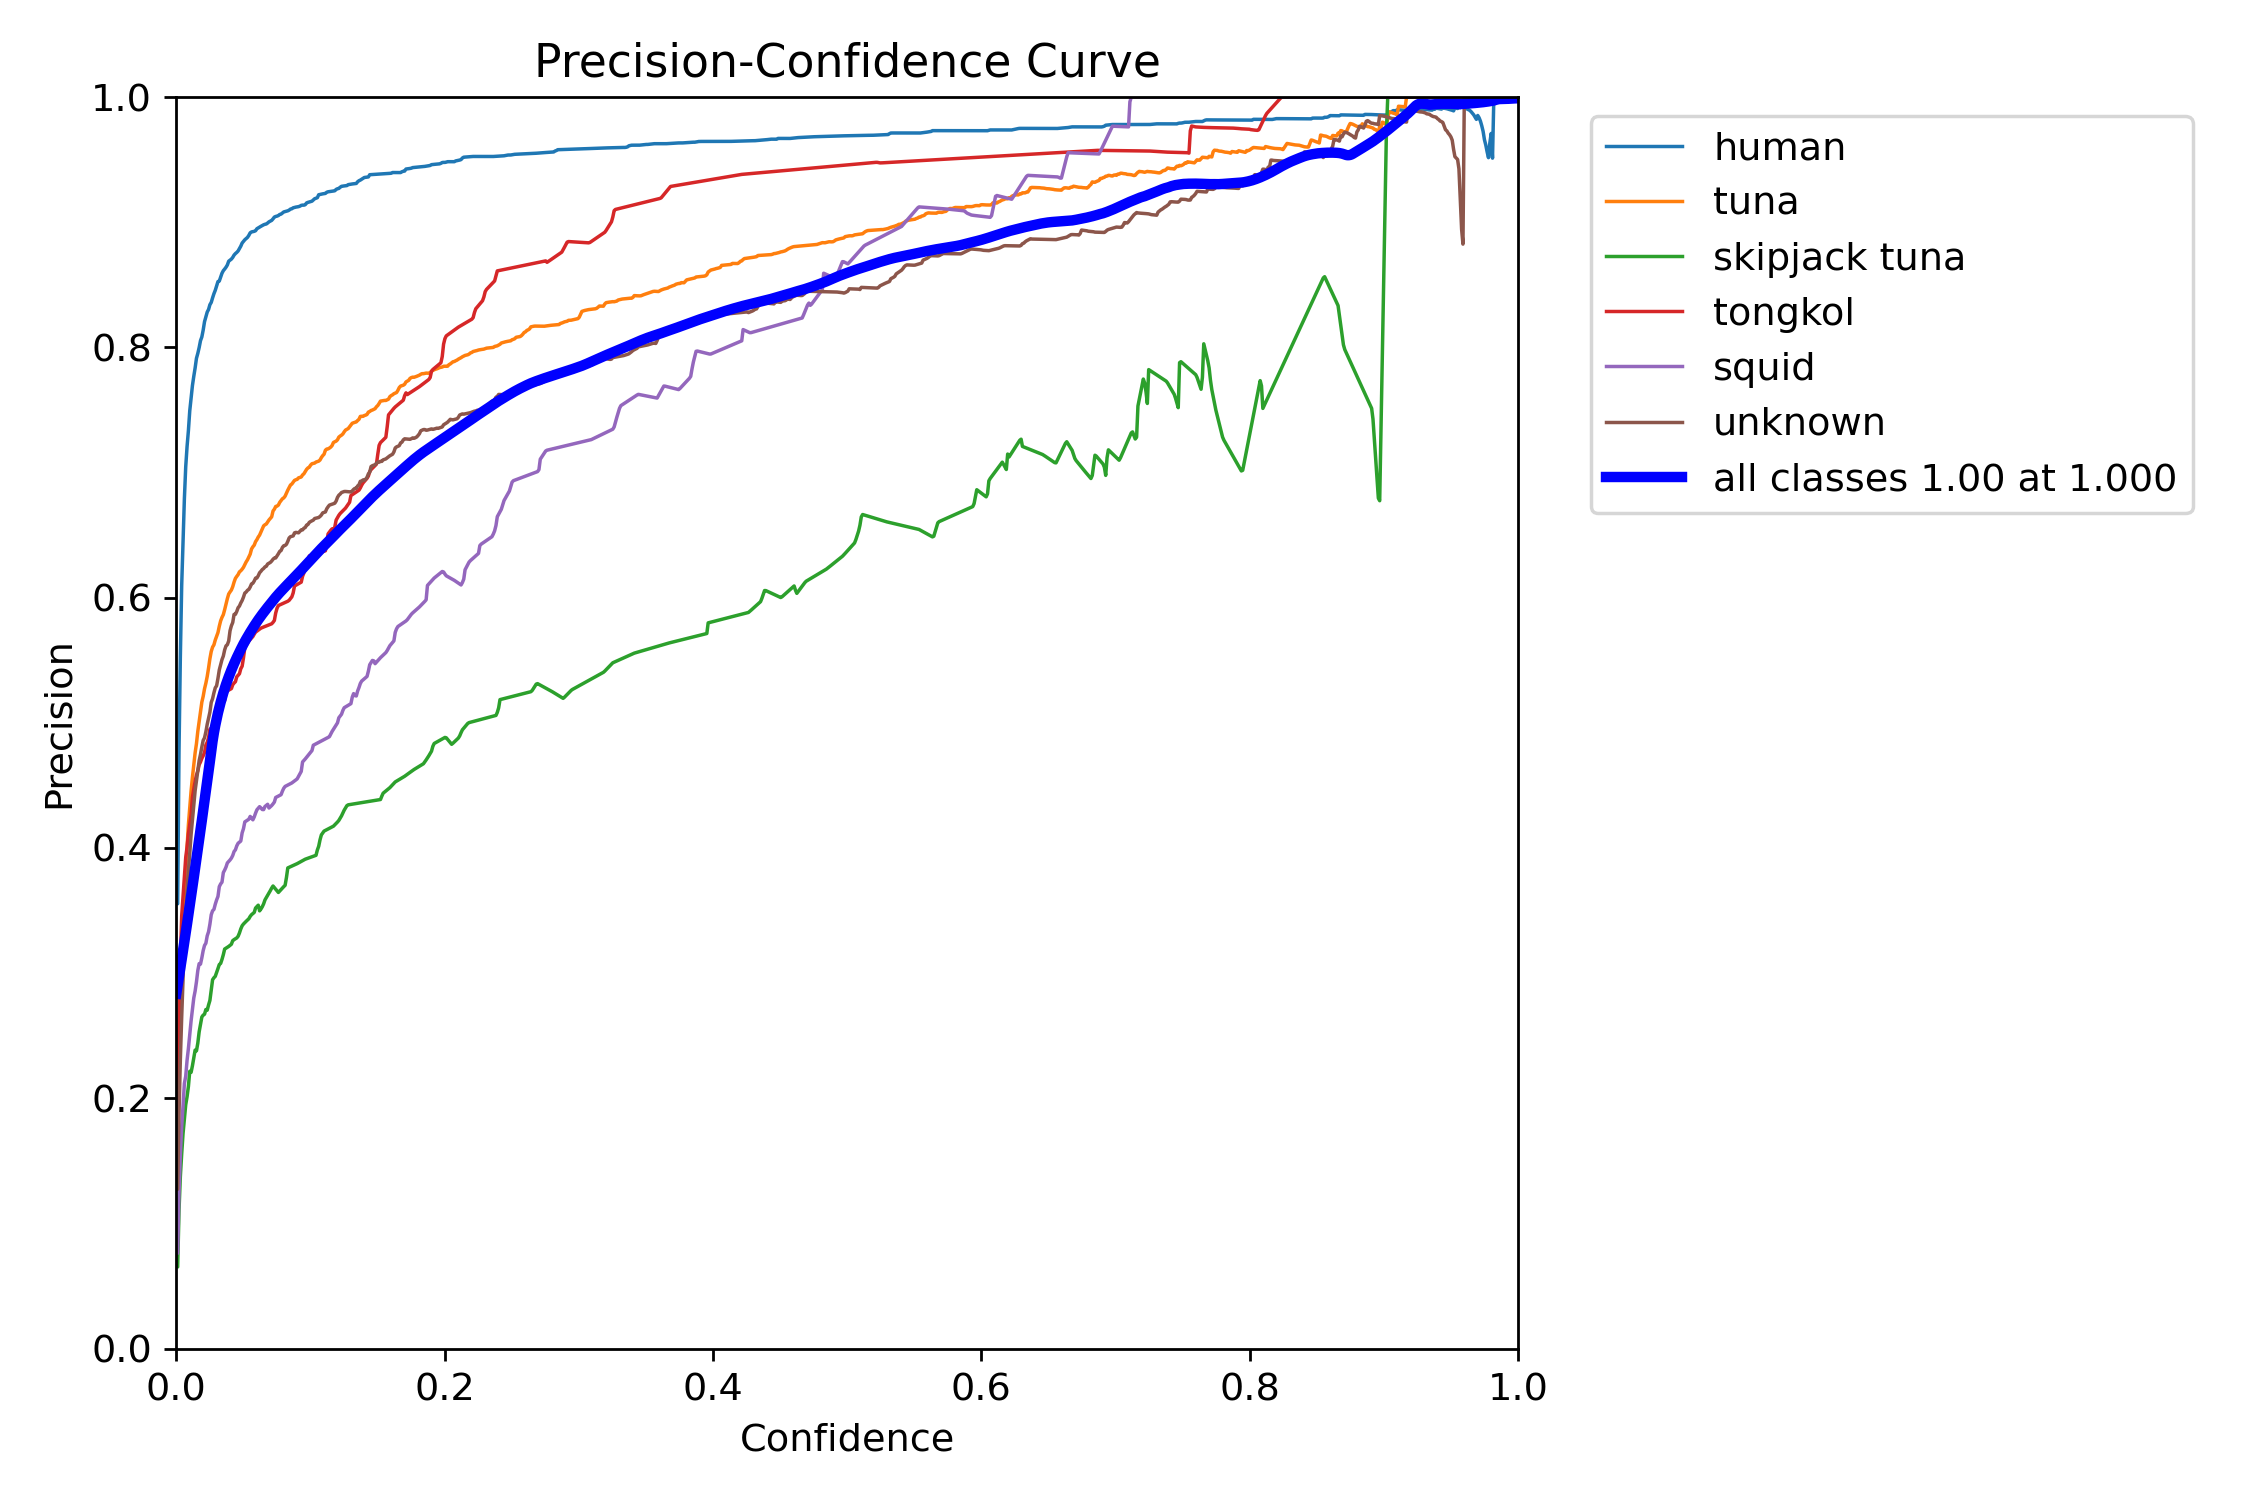 Precision-Confidence Curve
1.0
0.8
0.6
0.4
0.2
0.0
Precision
0.0 0.2 0.4 0.6 0.8 1.0
Confidence
human
tuna
skipjack tuna
tongkol
squid
unknown
all classes 1.00 at 1.000